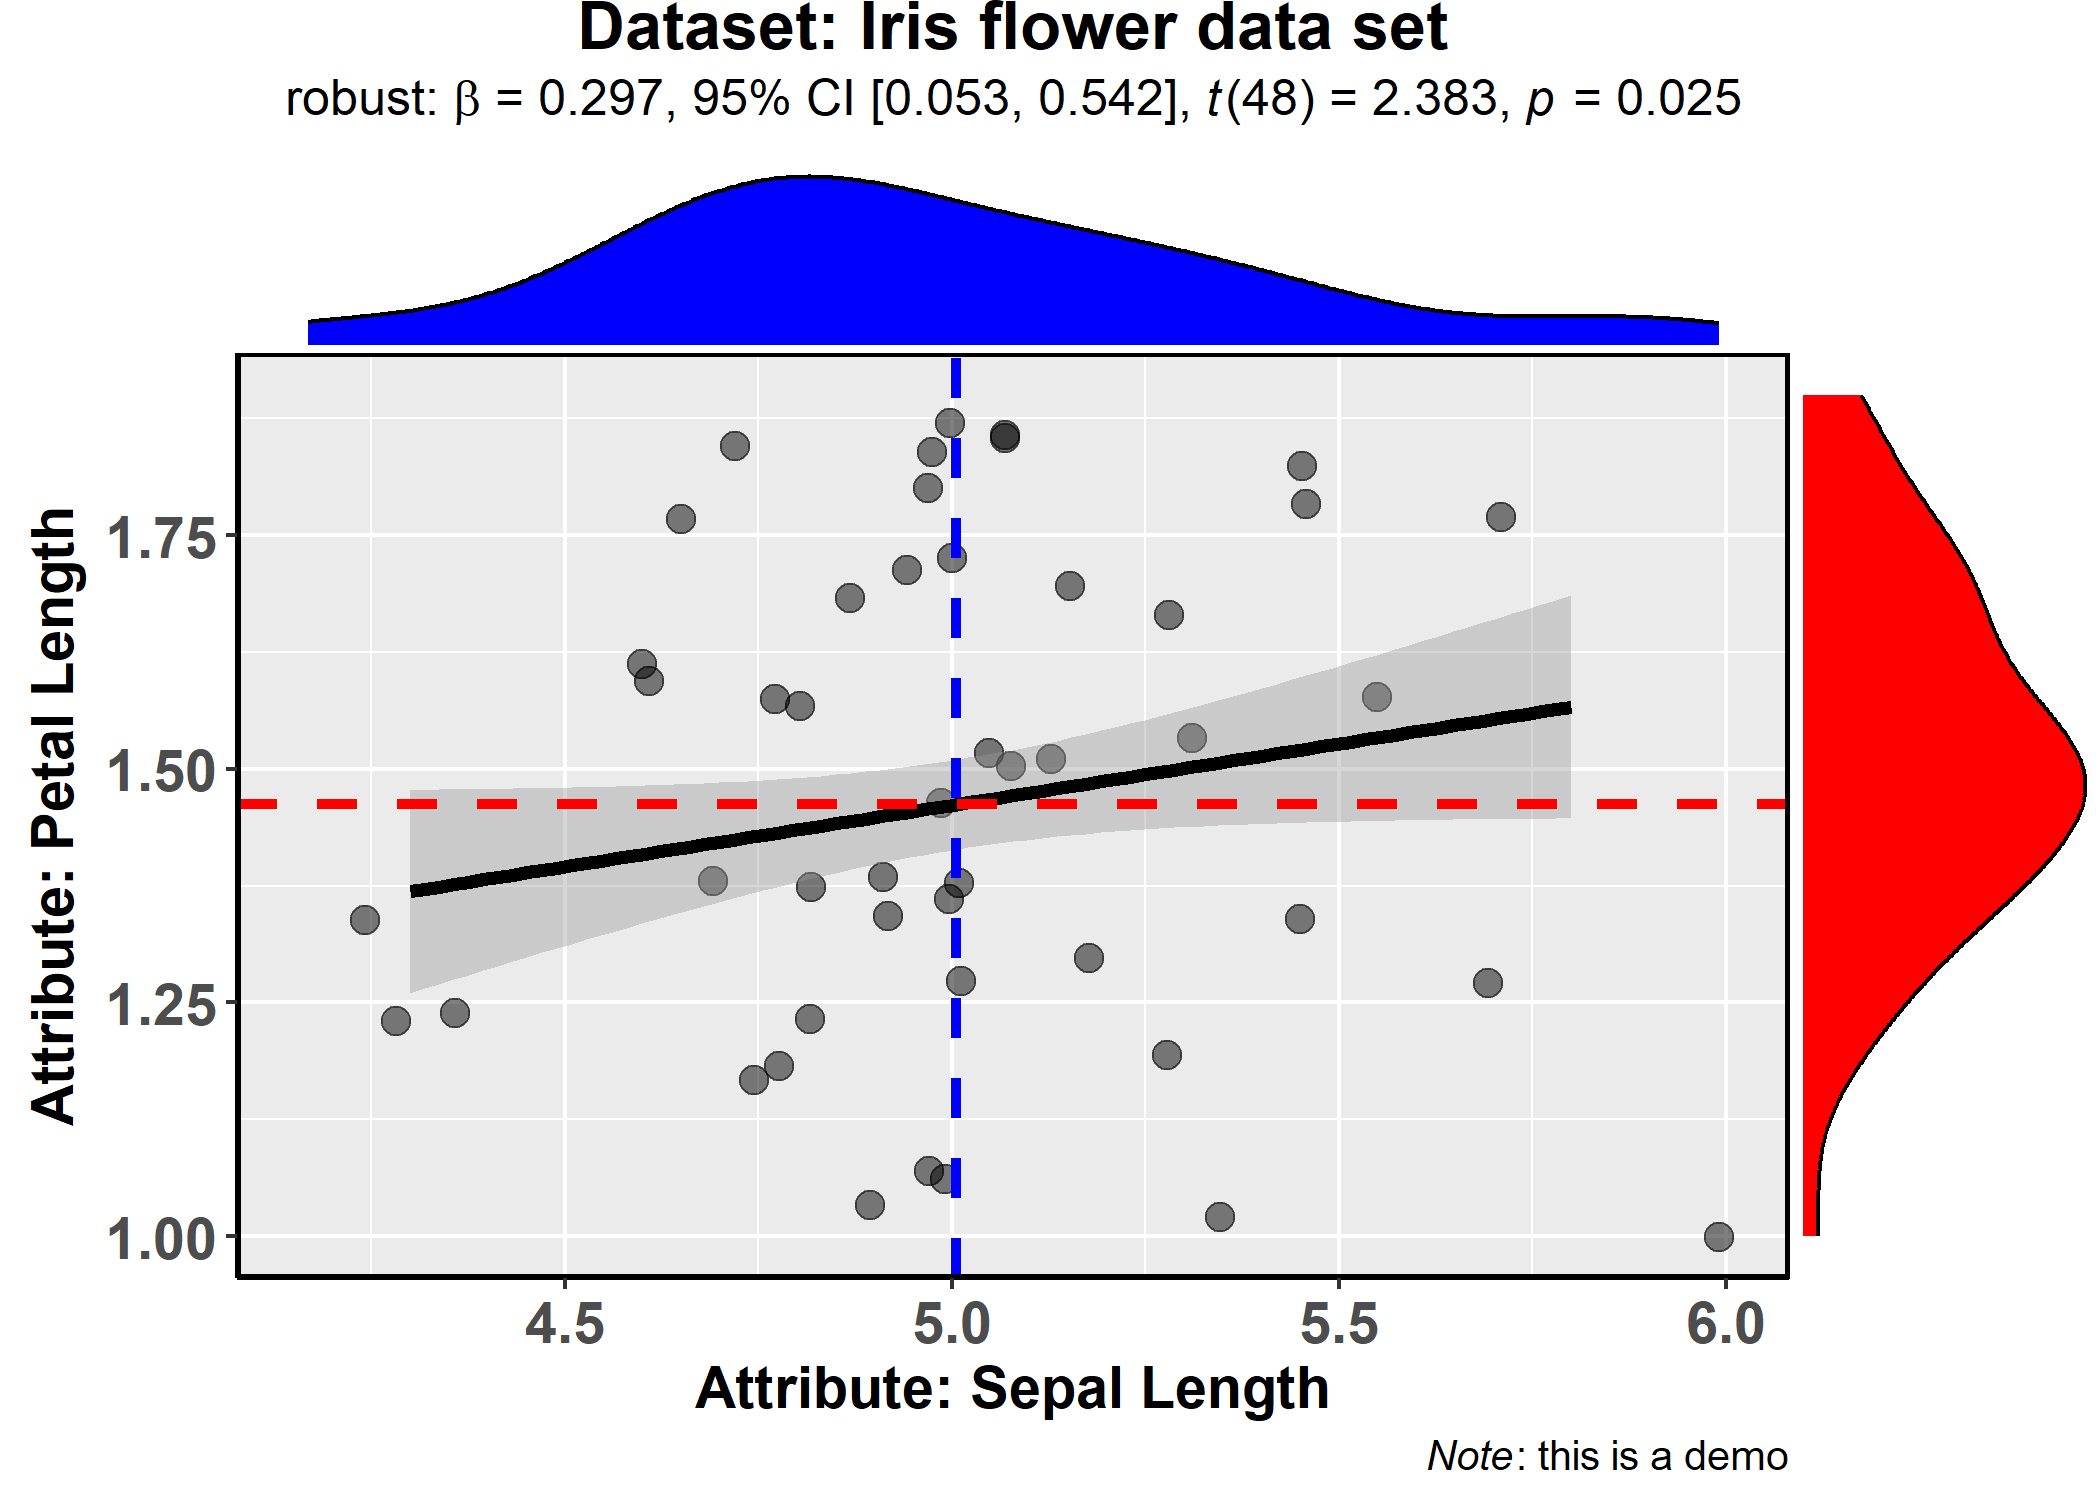 Dataset: Iris flower data set
robust: β = 0.297, 95% CI [0.053, 0.542], t(48) = 2.383, p = 0.025
Attribute: Petal Length
1.75
1.50
1.25
1.00
4.5 5.0 5.5 6.0
Attribute: Sepal Length
Note: this is a demo